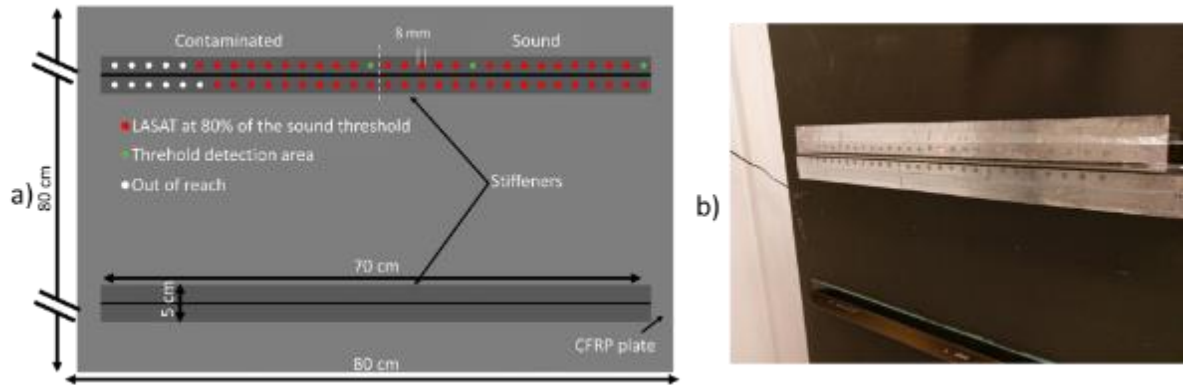 a)
Contaminated
8 mm
Sound
LASAT at 80% of the sound threshold
Threhold detection area
Out of reach
Stiffeners
80 cm
70 cm
5 cm
CFRP plate
80 cm
b)